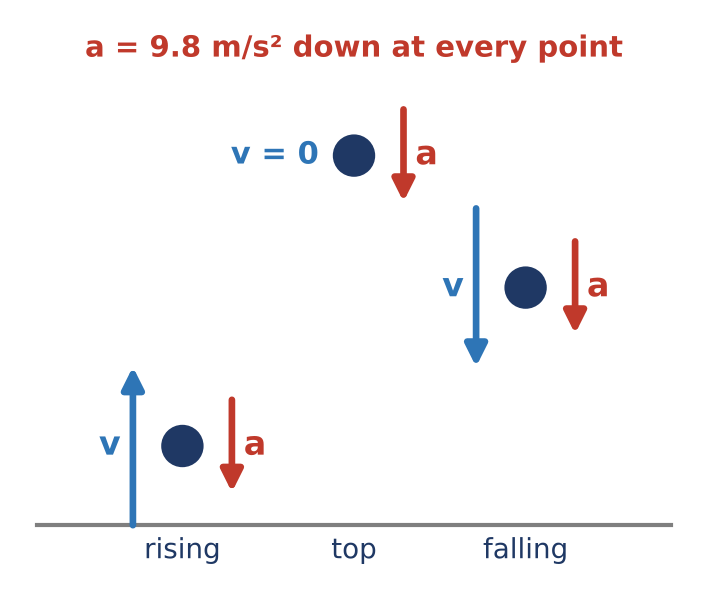 a = 9.8 m/s² down at every point
v = 0 a
v a
v a
rising top falling